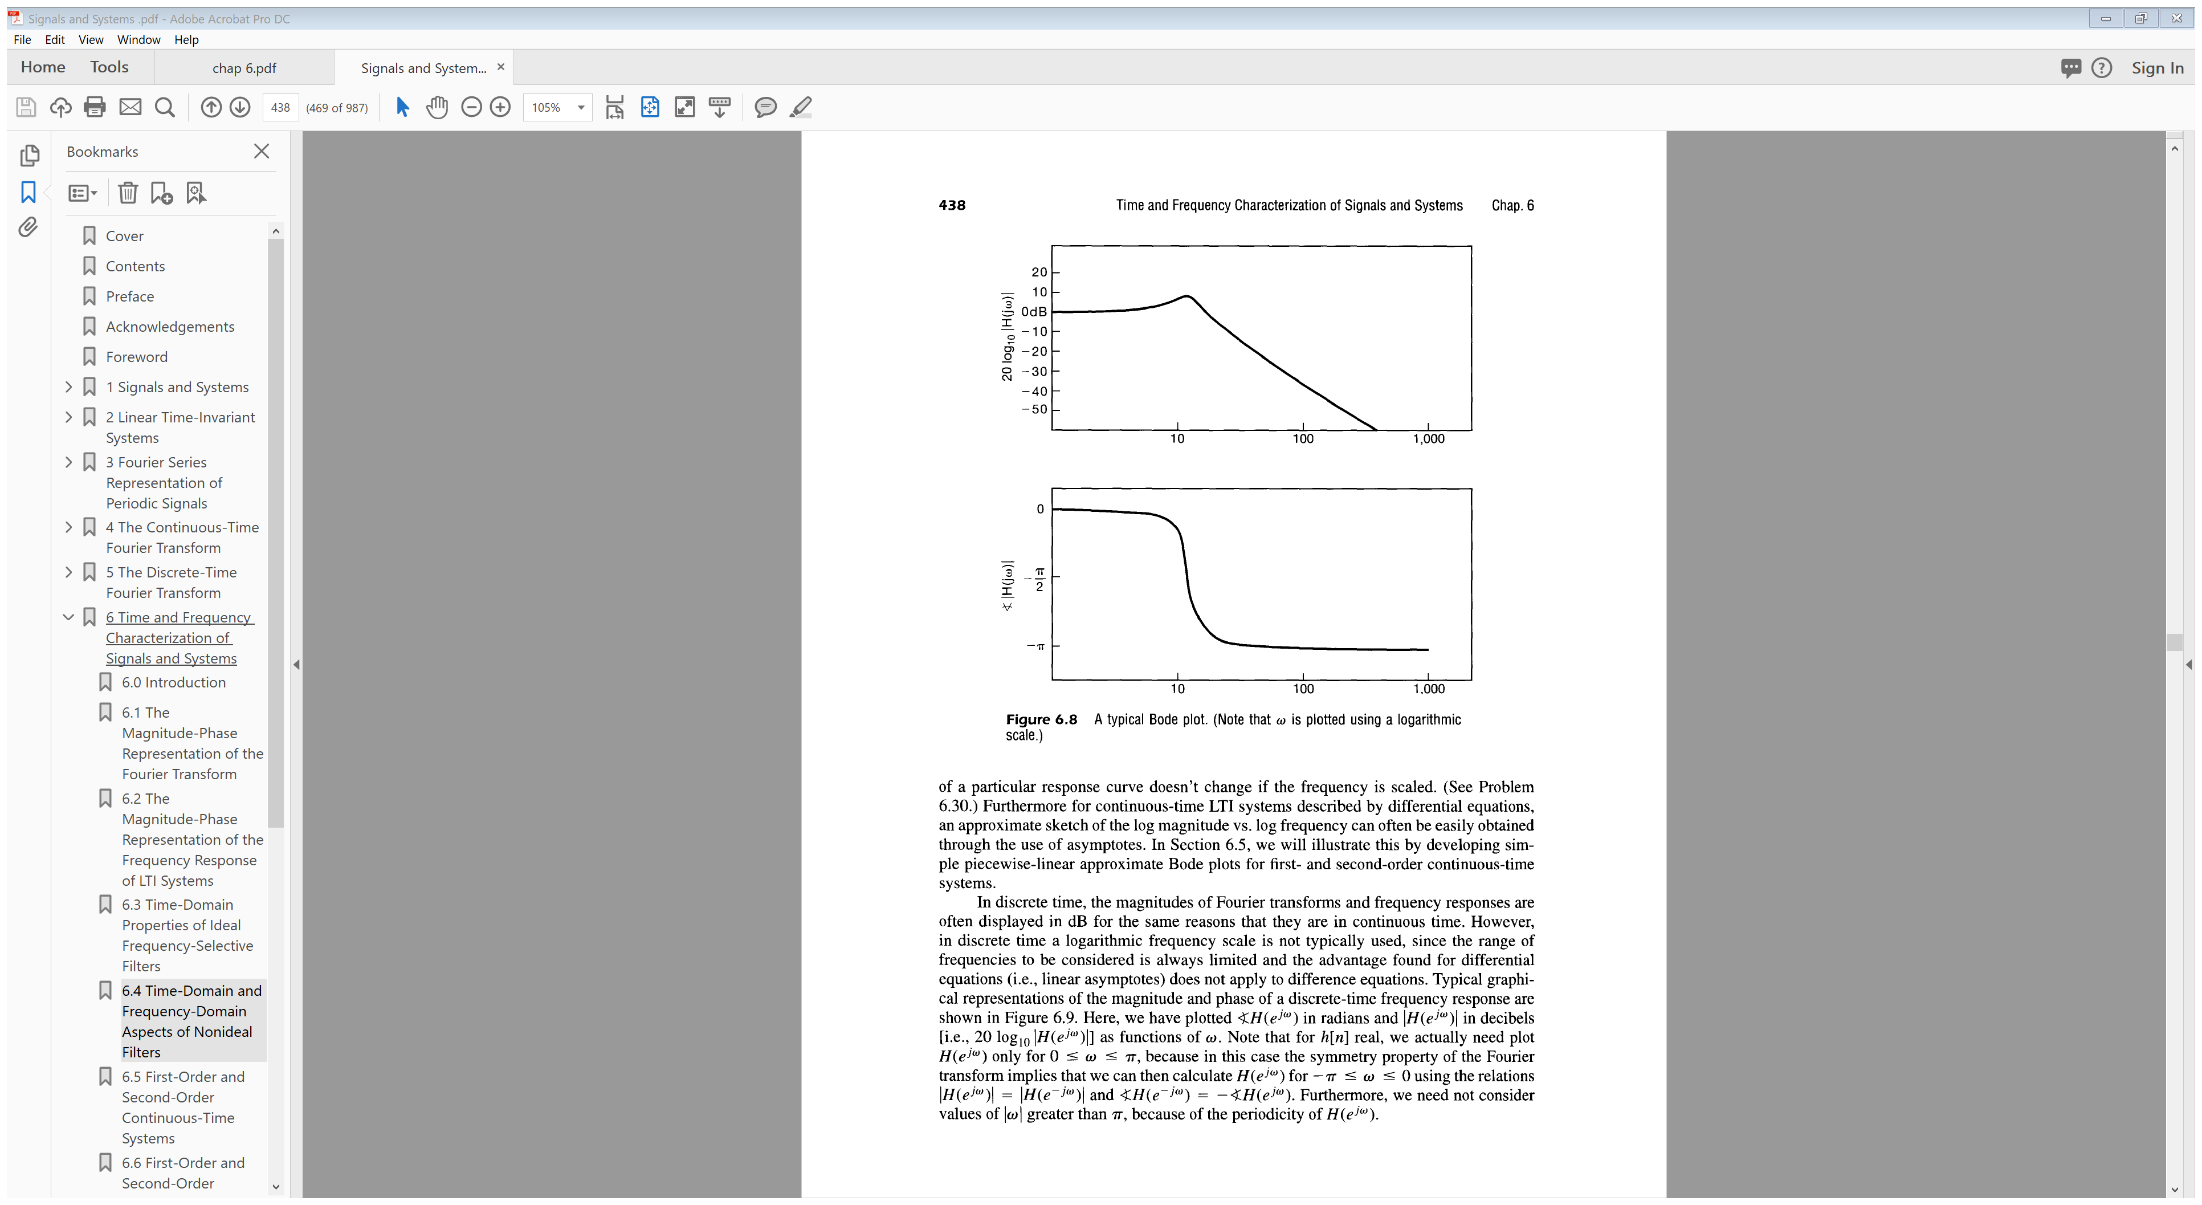 Signals and Systems .pdf - Adobe Acrobat Pro DC
File Edit View Window Help
Home Tools chap 6.pdf Signals and System... × Sign In
438 (469 of 987) 105%
Bookmarks
Cover
Contents
Preface
Acknowledgements
Foreword
1 Signals and Systems
2 Linear Time-Invariant
Systems
3 Fourier Series
Representation of
Periodic Signals
4 The Continuous-Time
Fourier Transform
5 The Discrete-Time
Fourier Transform
6 Time and Frequency
Characterization of
Signals and Systems
6.0 Introduction
6.1 The
Magnitude-Phase
Representation of the
Fourier Transform
6.2 The
Magnitude-Phase
Representation of the
Frequency Response
of LTI Systems
6.3 Time-Domain
Properties of Ideal
Frequency-Selective
Filters
6.4 Time-Domain and
Frequency-Domain
Aspects of Nonideal
Filters
6.5 First-Order and
Second-Order
Continuous-Time
Systems
6.6 First-Order and
Second-Order
438 Time and Frequency Characterization of Signals and Systems Chap. 6
20 log₁₀ |H(jω)|
20
10
0dB
−10
−20
−30
−40
−50
10 100 1,000
∢ |H(jω)|
0
−π/2
−π
10 100 1.000
Figure 6.8 A typical Bode plot. (Note that ω is plotted using a logarithmic
scale.)
of a particular response curve doesn't change if the frequency is scaled. (See Problem
6.30.) Furthermore for continuous-time LTI systems described by differential equations,
an approximate sketch of the log magnitude vs. log frequency can often be easily obtained
through the use of asymptotes. In Section 6.5, we will illustrate this by developing sim-
ple piecewise-linear approximate Bode plots for first- and second-order continuous-time
systems.
In discrete time, the magnitudes of Fourier transforms and frequency responses are
often displayed in dB for the same reasons that they are in continuous time. However,
in discrete time a logarithmic frequency scale is not typically used, since the range of
frequencies to be considered is always limited and the advantage found for differential
equations (i.e., linear asymptotes) does not apply to difference equations. Typical graphi-
cal representations of the magnitude and phase of a discrete-time frequency response are
shown in Figure 6.9. Here, we have plotted ∢H(e^jω) in radians and |H(e^jω)| in decibels
[i.e., 20 log₁₀ |H(e^jω)|] as functions of ω. Note that for h[n] real, we actually need plot
H(e^jω) only for 0 ≤ ω ≤ π, because in this case the symmetry property of the Fourier
transform implies that we can then calculate H(e^jω) for −π ≤ ω ≤ 0 using the relations
|H(e^jω)| = |H(e^−jω)| and ∢H(e^−jω) = −∢H(e^jω). Furthermore, we need not consider
values of |ω| greater than π, because of the periodicity of H(e^jω).